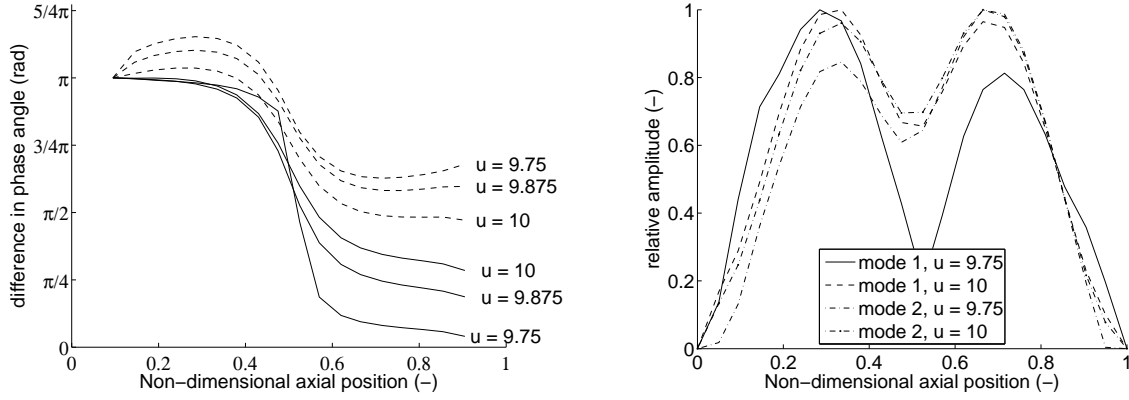 difference in phase angle (rad)
5/4π
π
3/4π
π/2
π/4
0
0
0.2
0.4
0.6
0.8
1
Non−dimensional axial position (−)
u = 9.75
u = 9.875
u = 10
u = 10
u = 9.875
u = 9.75
relative amplitude (−)
1
0.8
0.6
0.4
0.2
0
0
0.2
0.4
0.6
0.8
1
Non−dimensional axial position (−)
mode 1, u = 9.75
mode 1, u = 10
mode 2, u = 9.75
mode 2, u = 10